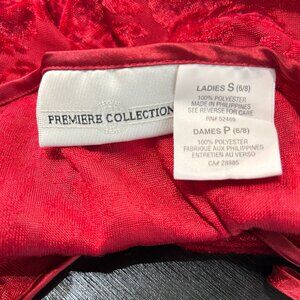 PREMIERE COLLECTION
LADIES S (6/8)
100% POLYESTER
MADE IN PHILIPPINES
SEE REVERSE FOR CARE
RN# 52469
DAMES P (6/8)
100% POLYESTER
FABRIQUE AUX PHILIPPINES
ENTRETIEN AU VERSO
CA# 28885